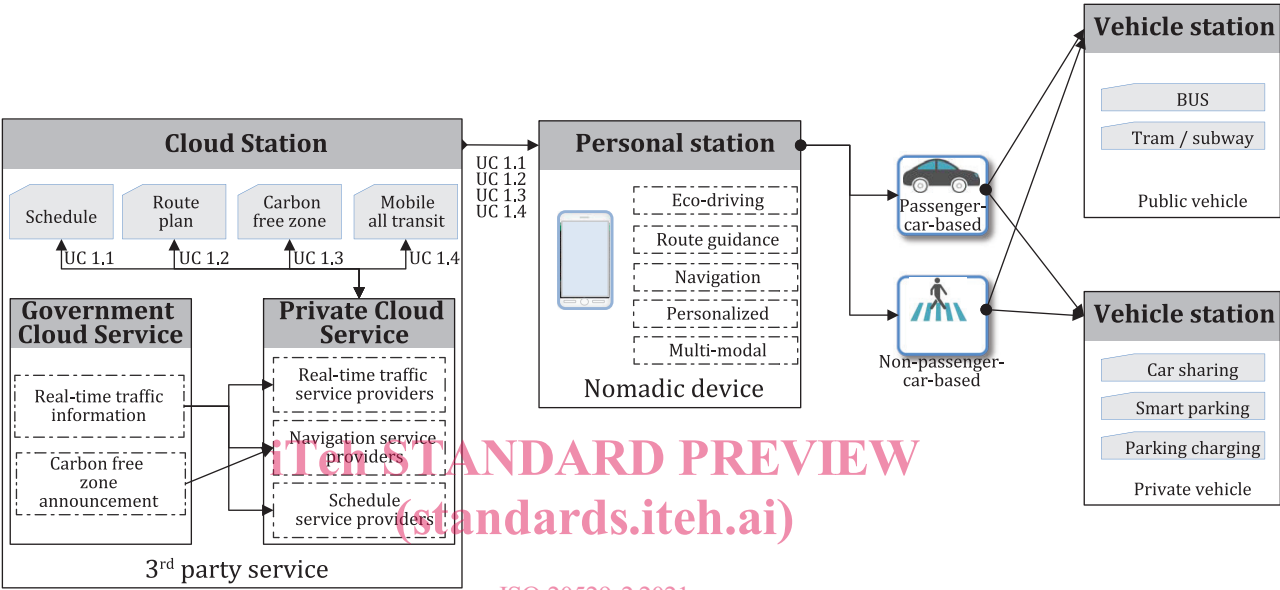 Cloud Station
Schedule
Route
plan
Carbon
free zone
Mobile
all transit
UC 1.1
UC 1.2
UC 1.3
UC 1.4
Government
Cloud Service
Real-time traffic
information
Carbon free
zone
announcement
Private Cloud
Service
Real-time traffic
service providers
Navigation service
providers
Schedule
service providers
3rd party service
UC 1.1
UC 1.2
UC 1.3
UC 1.4
Personal station
Eco-driving
Route guidance
Navigation
Personalized
Multi-modal
Nomadic device
Passenger-
car-based
Non-passenger-
car-based
Vehicle station
BUS
Tram / subway
Public vehicle
Vehicle station
Car sharing
Smart parking
Parking charging
Private vehicle
iTeh STANDARD PREVIEW
(standards.iteh.ai)